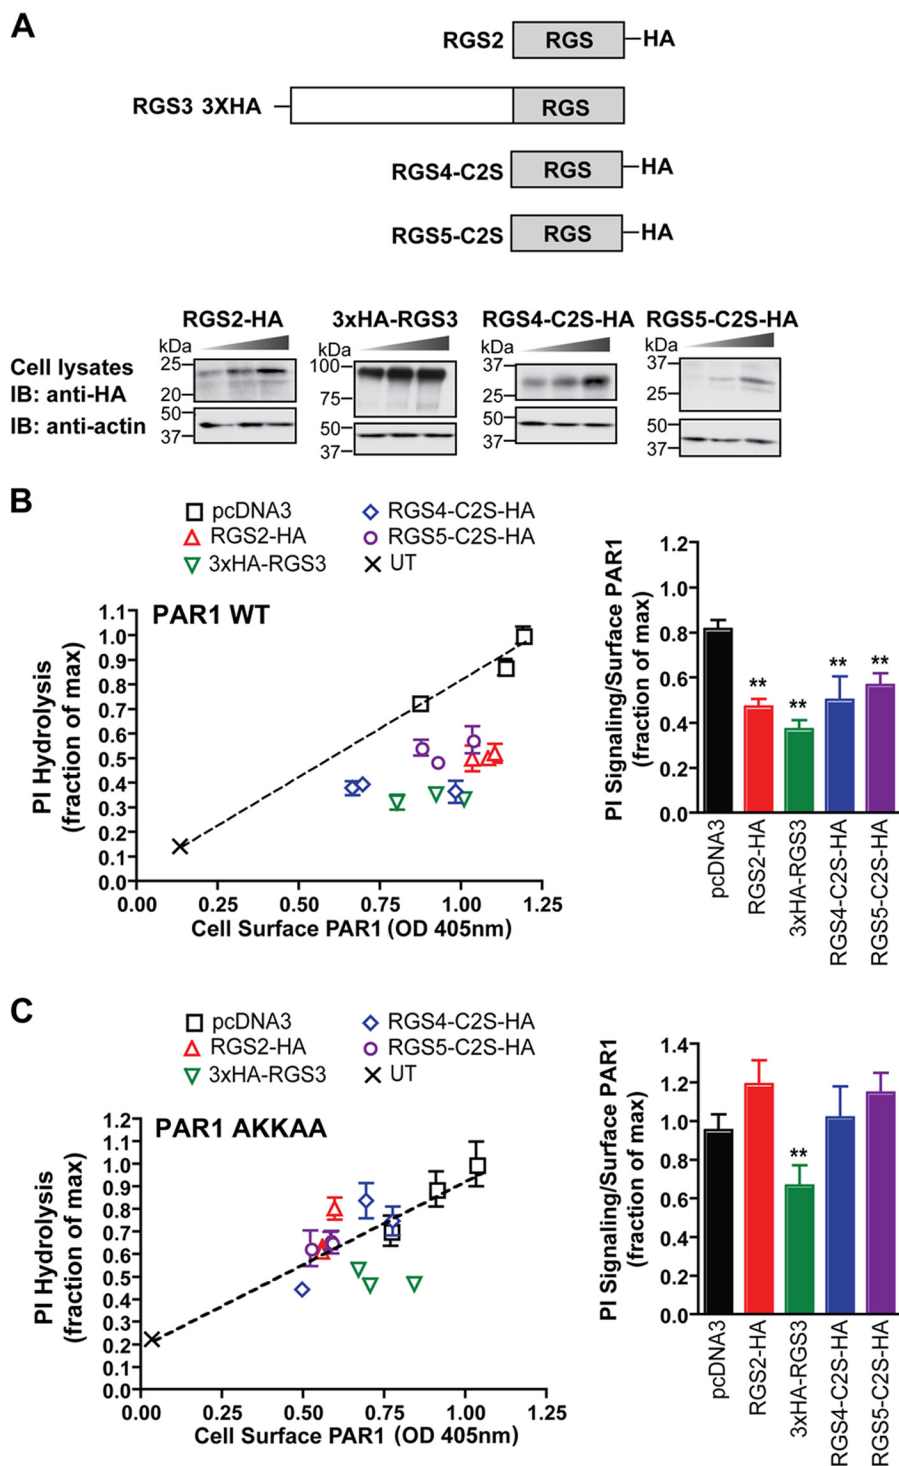 A
RGS2 RGS HA
RGS3 3XHA RGS
RGS4-C2S RGS HA
RGS5-C2S RGS HA
RGS2-HA 3xHA-RGS3 RGS4-C2S-HA RGS5-C2S-HA
kDa kDa kDa kDa
Cell lysates
IB: anti-HA
25 100 37 37
20 75 25 25
IB: anti-actin
50 50 50 50
37 37 37 37
B
pcDNA3 RGS4-C2S-HA
RGS2-HA RGS5-C2S-HA
3xHA-RGS3 UT
PAR1 WT
PI Hydrolysis
(fraction of max)
1.1
1.0
0.9
0.8
0.7
0.6
0.5
0.4
0.3
0.2
0.1
0.0
0.00 0.25 0.50 0.75 1.00 1.25
Cell Surface PAR1 (OD 405nm)
PI Signaling/Surface PAR1
(fraction of max)
1.2
1.0
0.8
0.6
0.4
0.2
0.0
** ** ** **
pcDNA3
RGS2-HA
3xHA-RGS3
RGS4-C2S-HA
RGS5-C2S-HA
C
pcDNA3 RGS4-C2S-HA
RGS2-HA RGS5-C2S-HA
3xHA-RGS3 UT
PAR1 AKKAA
PI Hydrolysis
(fraction of max)
1.2
1.1
1.0
0.9
0.8
0.7
0.6
0.5
0.4
0.3
0.2
0.1
0.0
0.00 0.25 0.50 0.75 1.00 1.25
Cell Surface PAR1 (OD 405nm)
PI Signaling/Surface PAR1
(fraction of max)
1.4
1.2
1.0
0.8
0.6
0.4
0.2
0.0
**
pcDNA3
RGS2-HA
3xHA-RGS3
RGS4-C2S-HA
RGS5-C2S-HA